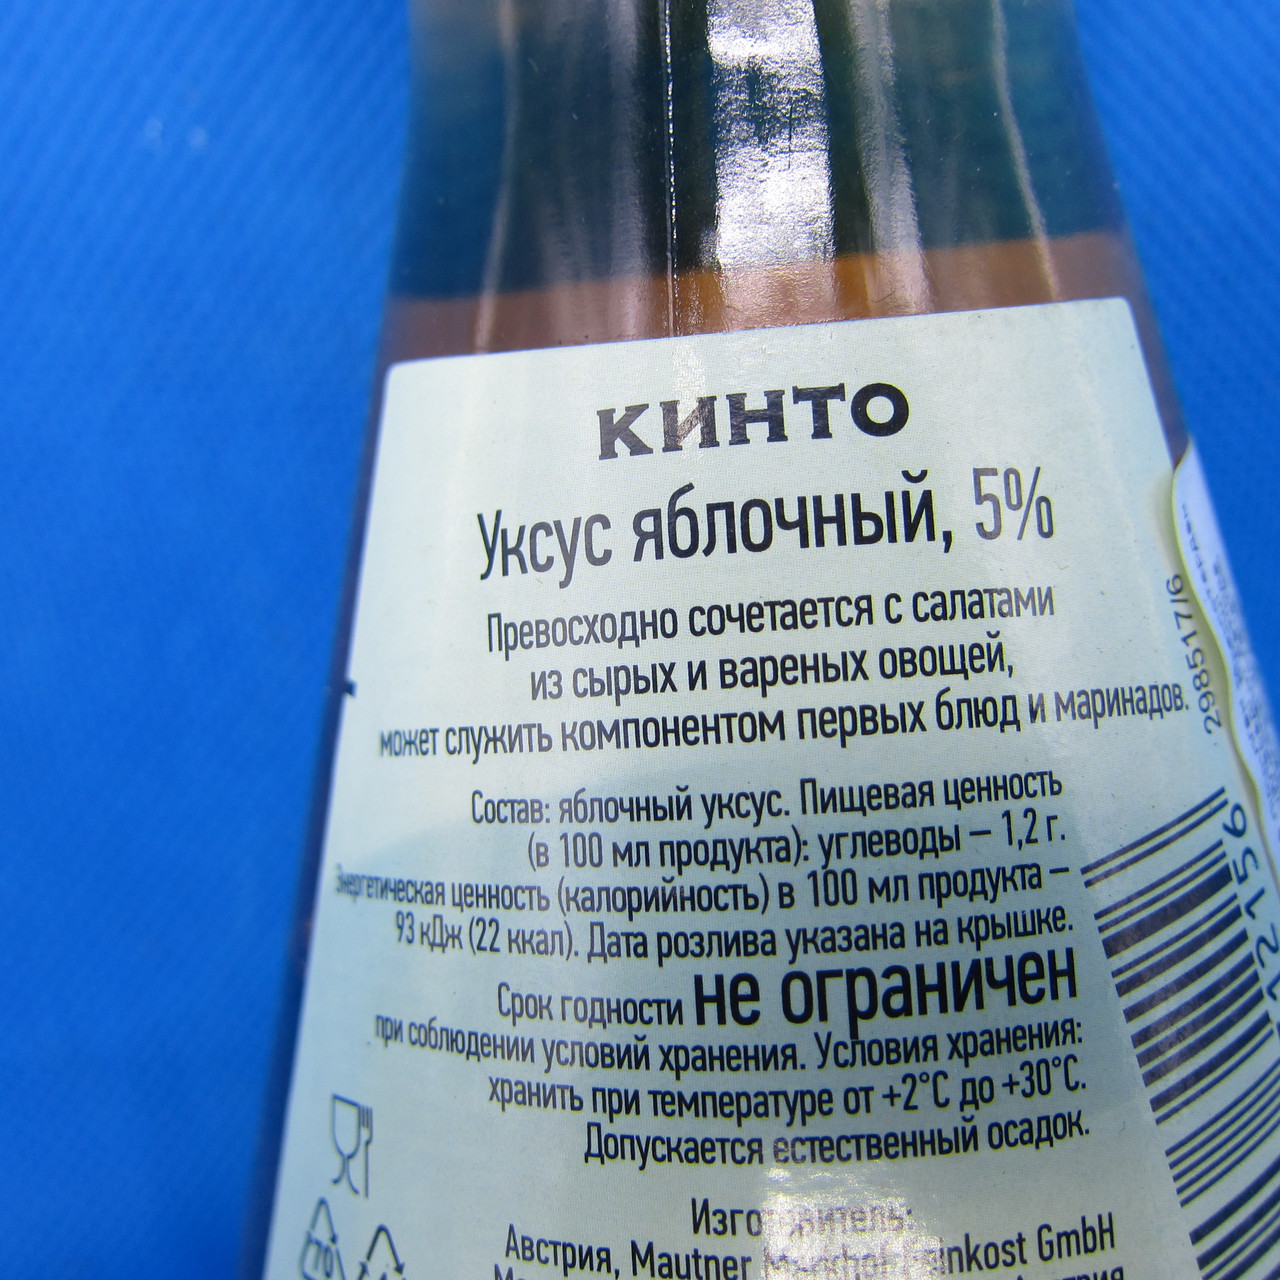 КИНТО
Уксус яблочный, 5%
Превосходно сочетается с салатами
из сырых и вареных овощей,
может служить компонентом первых блюд и маринадов.
Состав: яблочный уксус. Пищевая ценность
(в 100 мл продукта): углеводы – 1,2 г.
Энергетическая ценность (калорийность) в 100 мл продукта –
93 кДж (22 ккал). Дата розлива указана на крышке.
Срок годности не ограничен
при соблюдении условий хранения. Условия хранения:
хранить при температуре от +2°С до +30°С.
Допускается естественный осадок.
Изготовитель:
Австрия, Mautner GmbH
298517/6
122156
70